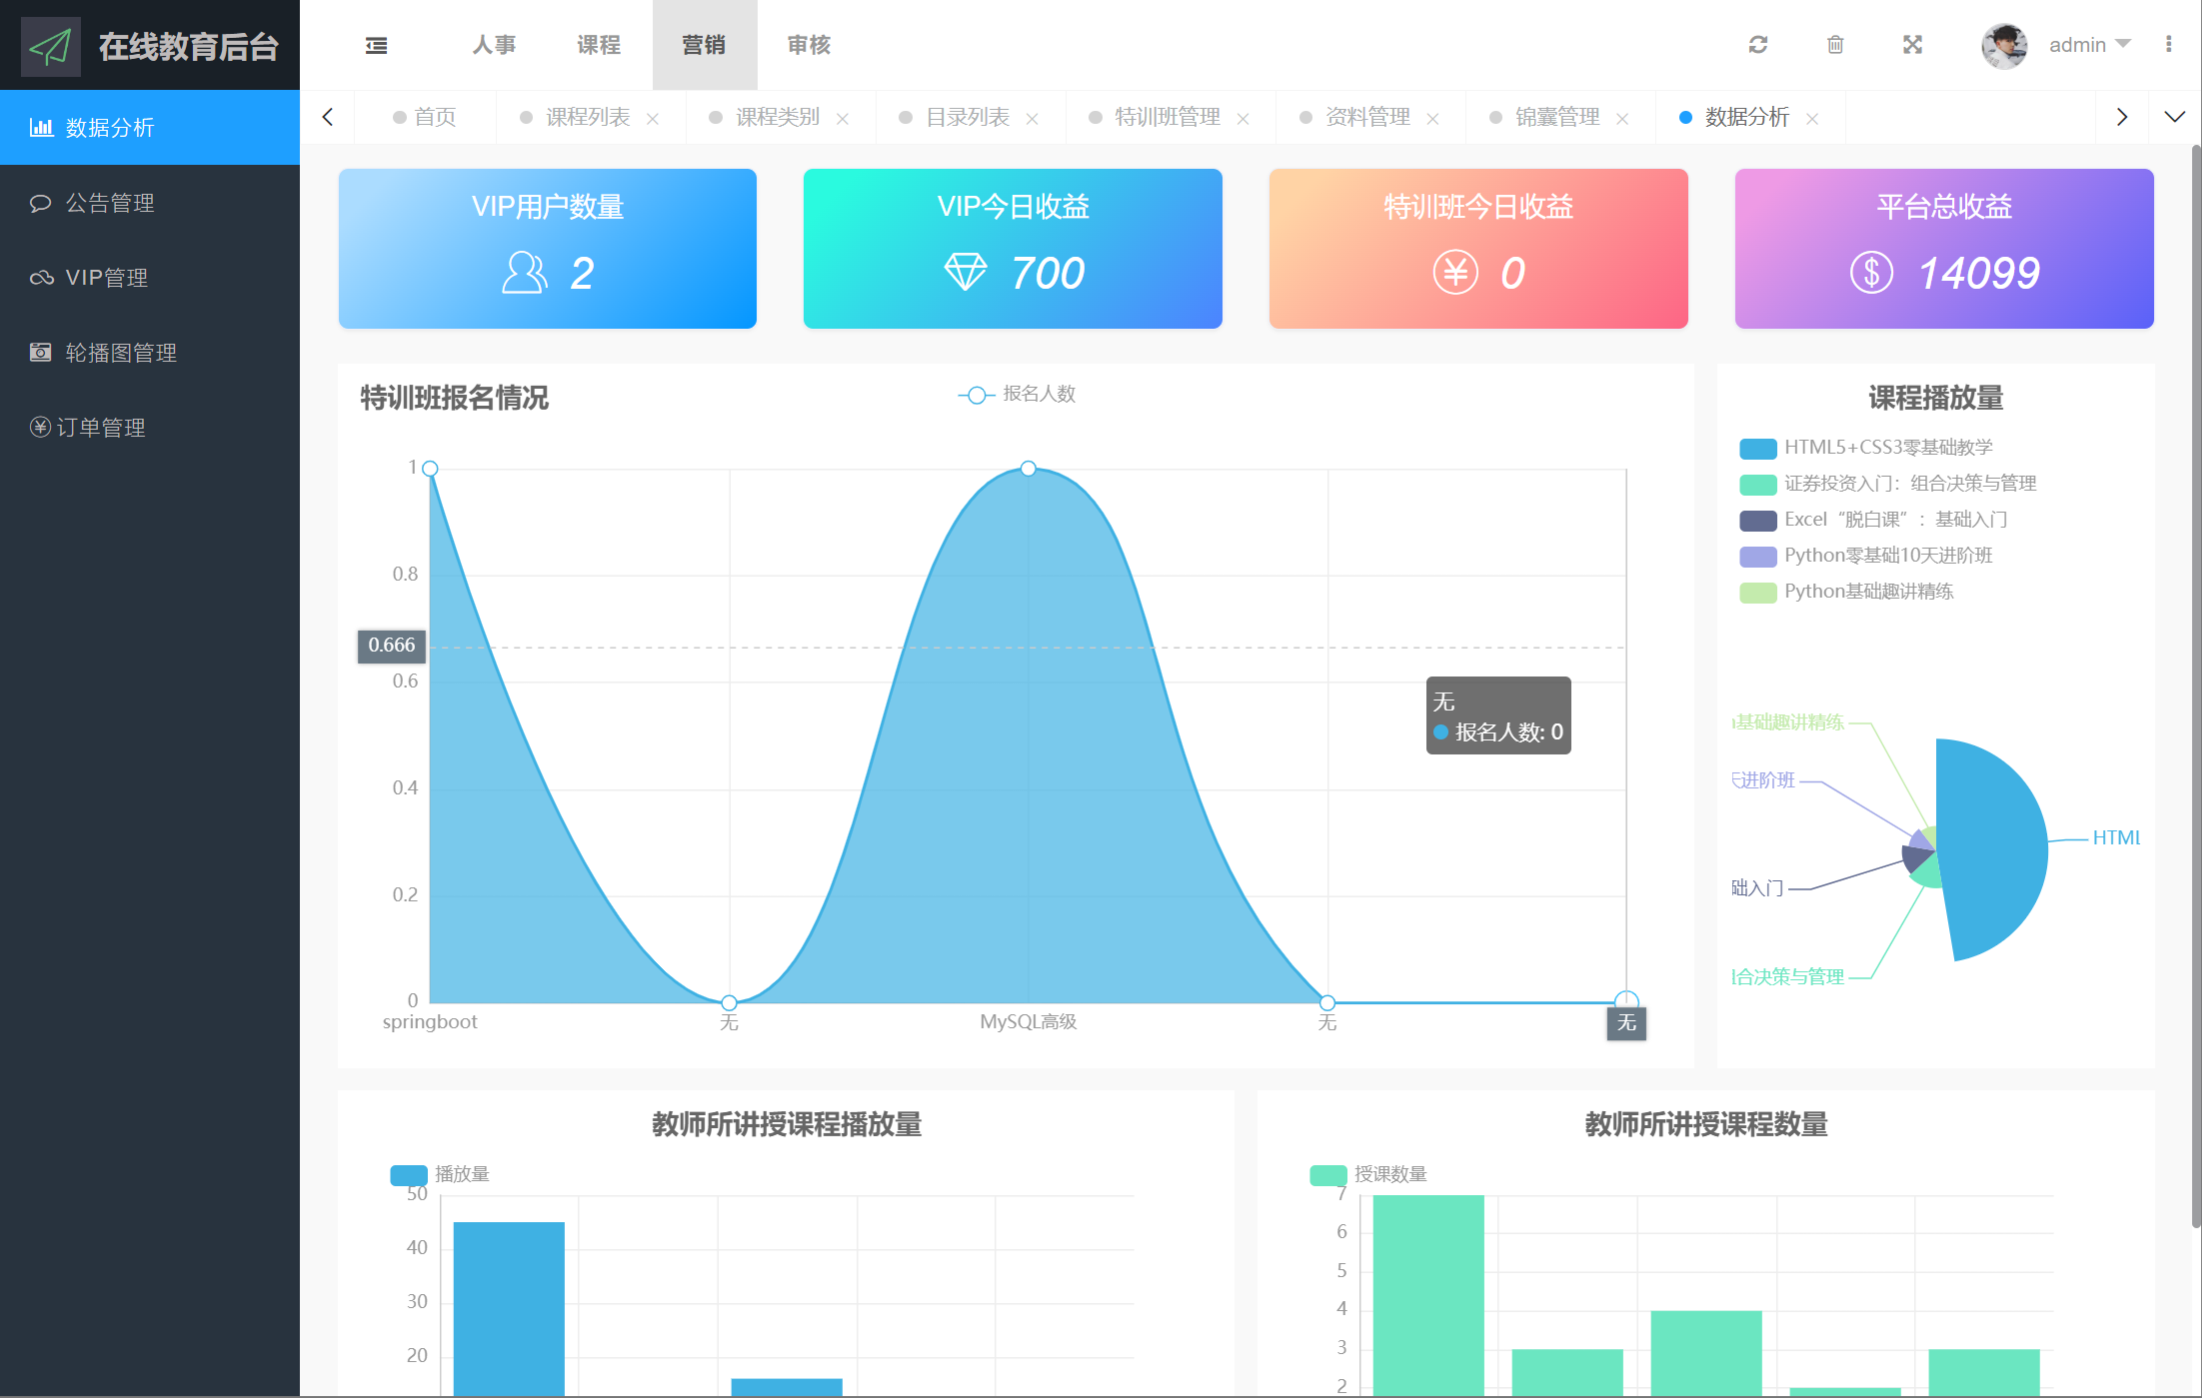 在线教育后台
人事 课程 营销 审核
admin
首页 课程列表 课程类别 目录列表 特训班管理 资料管理 锦囊管理 数据分析
数据分析
公告管理
VIP管理
轮播图管理
订单管理
VIP用户数量
2
VIP今日收益
700
特训班今日收益
0
平台总收益
14099
特训班报名情况
报名人数
1
0.8
0.666
0.6
0.4
0.2
0
springboot 无 MySQL高级 无 无
无
报名人数: 0
课程播放量
HTML5+CSS3零基础教学
证券投资入门：组合决策与管理
Excel“脱白课”：基础入门
Python零基础10天进阶班
Python基础趣讲精练
基础趣讲精练
天进阶班
HTML
础入门
合决策与管理
教师所讲授课程播放量
播放量
50
40
30
20
教师所讲授课程数量
授课数量
7
6
5
4
3
2